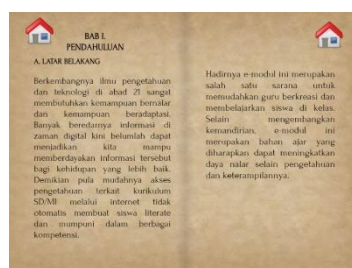 BAB I.
PENDAHULUAN
A. LATAR BELAKANG
Berkembangnya ilmu pengetahuan
dan teknologi di abad 21 sangat
membutuhkan kemampuan bernalar
dan kemampuan beradaptasi.
Banyak beredarnya informasi di
zaman digital kini belumlah dapat
menjadikan kita mampu
memberdayakan informasi tersebut
bagi kehidupan yang lebih baik.
Demikian pula mudahnya akses
pengetahuan terkait kurikulum
SD/MI melalui internet tidak
otomatis membuat siswa literate
dan mumpuni dalam berbagai
kompetensi.
Hadirnya e-modul ini merupakan
salah satu sarana untuk
memudahkan guru berkreasi dan
membelajarkan siswa di kelas.
Selain mengembangkan
kemandirian, e-modul ini
merupakan bahan ajar yang
diharapkan dapat meningkatkan
daya nalar selain pengetahuan
dan keterampilannya.